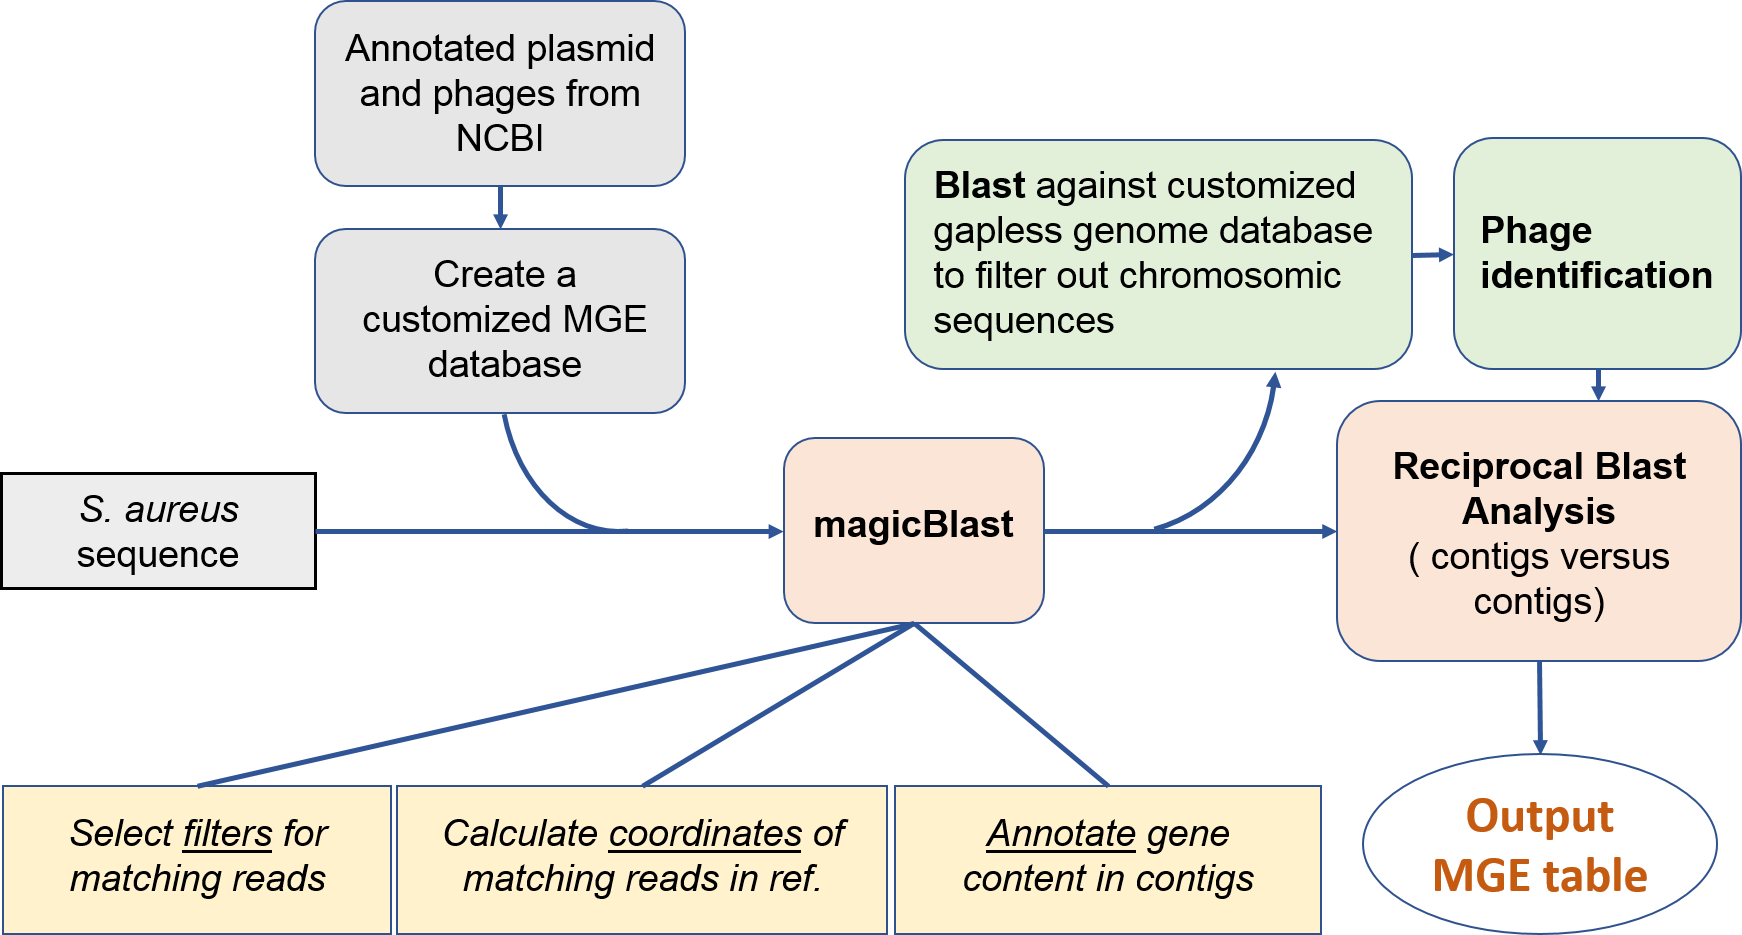 Annotated plasmid
and phages from
NCBI
Create a
customized MGE
database
S. aureus
sequence
magicBlast
Blast against customized
gapless genome database
to filter out chromosomic
sequences
Phage
identification
Reciprocal Blast
Analysis
( contigs versus
contigs)
Select filters for
matching reads
Calculate coordinates of
matching reads in ref.
Annotate gene
content in contigs
Output
MGE table